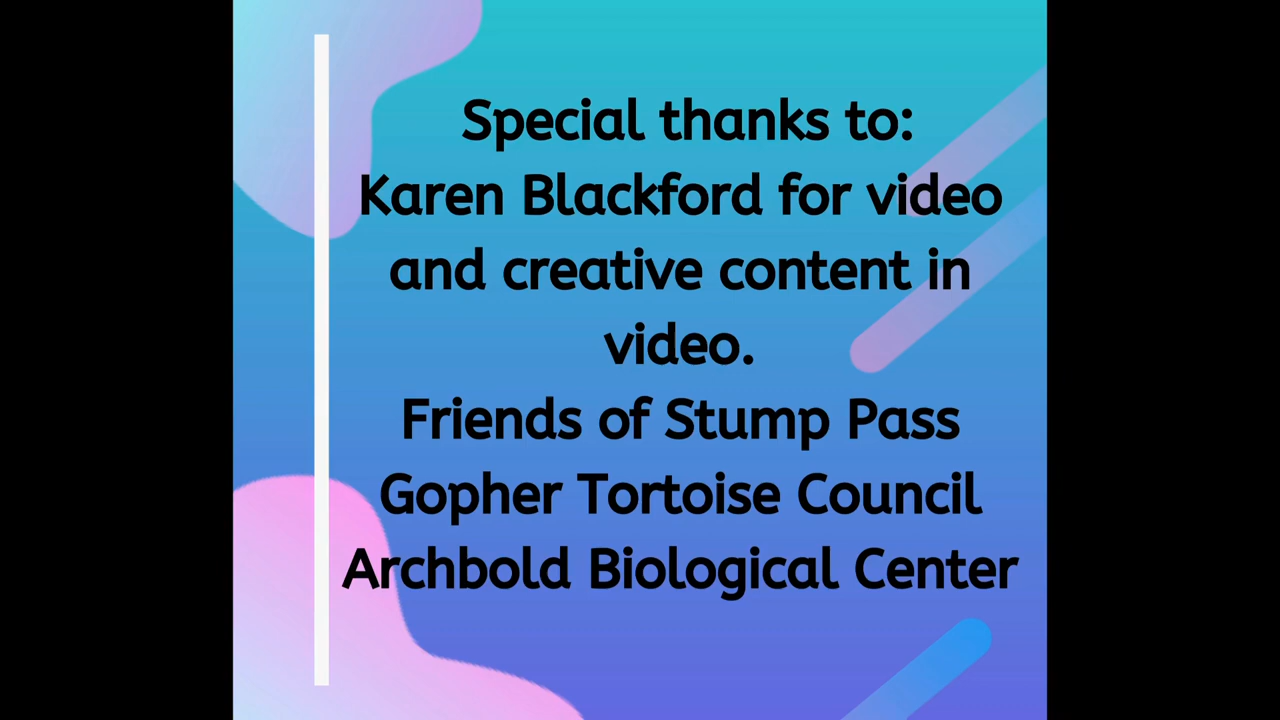 Special thanks to:
Karen Blackford for video
and creative content in
video.
Friends of Stump Pass
Gopher Tortoise Council
Archbold Biological Center